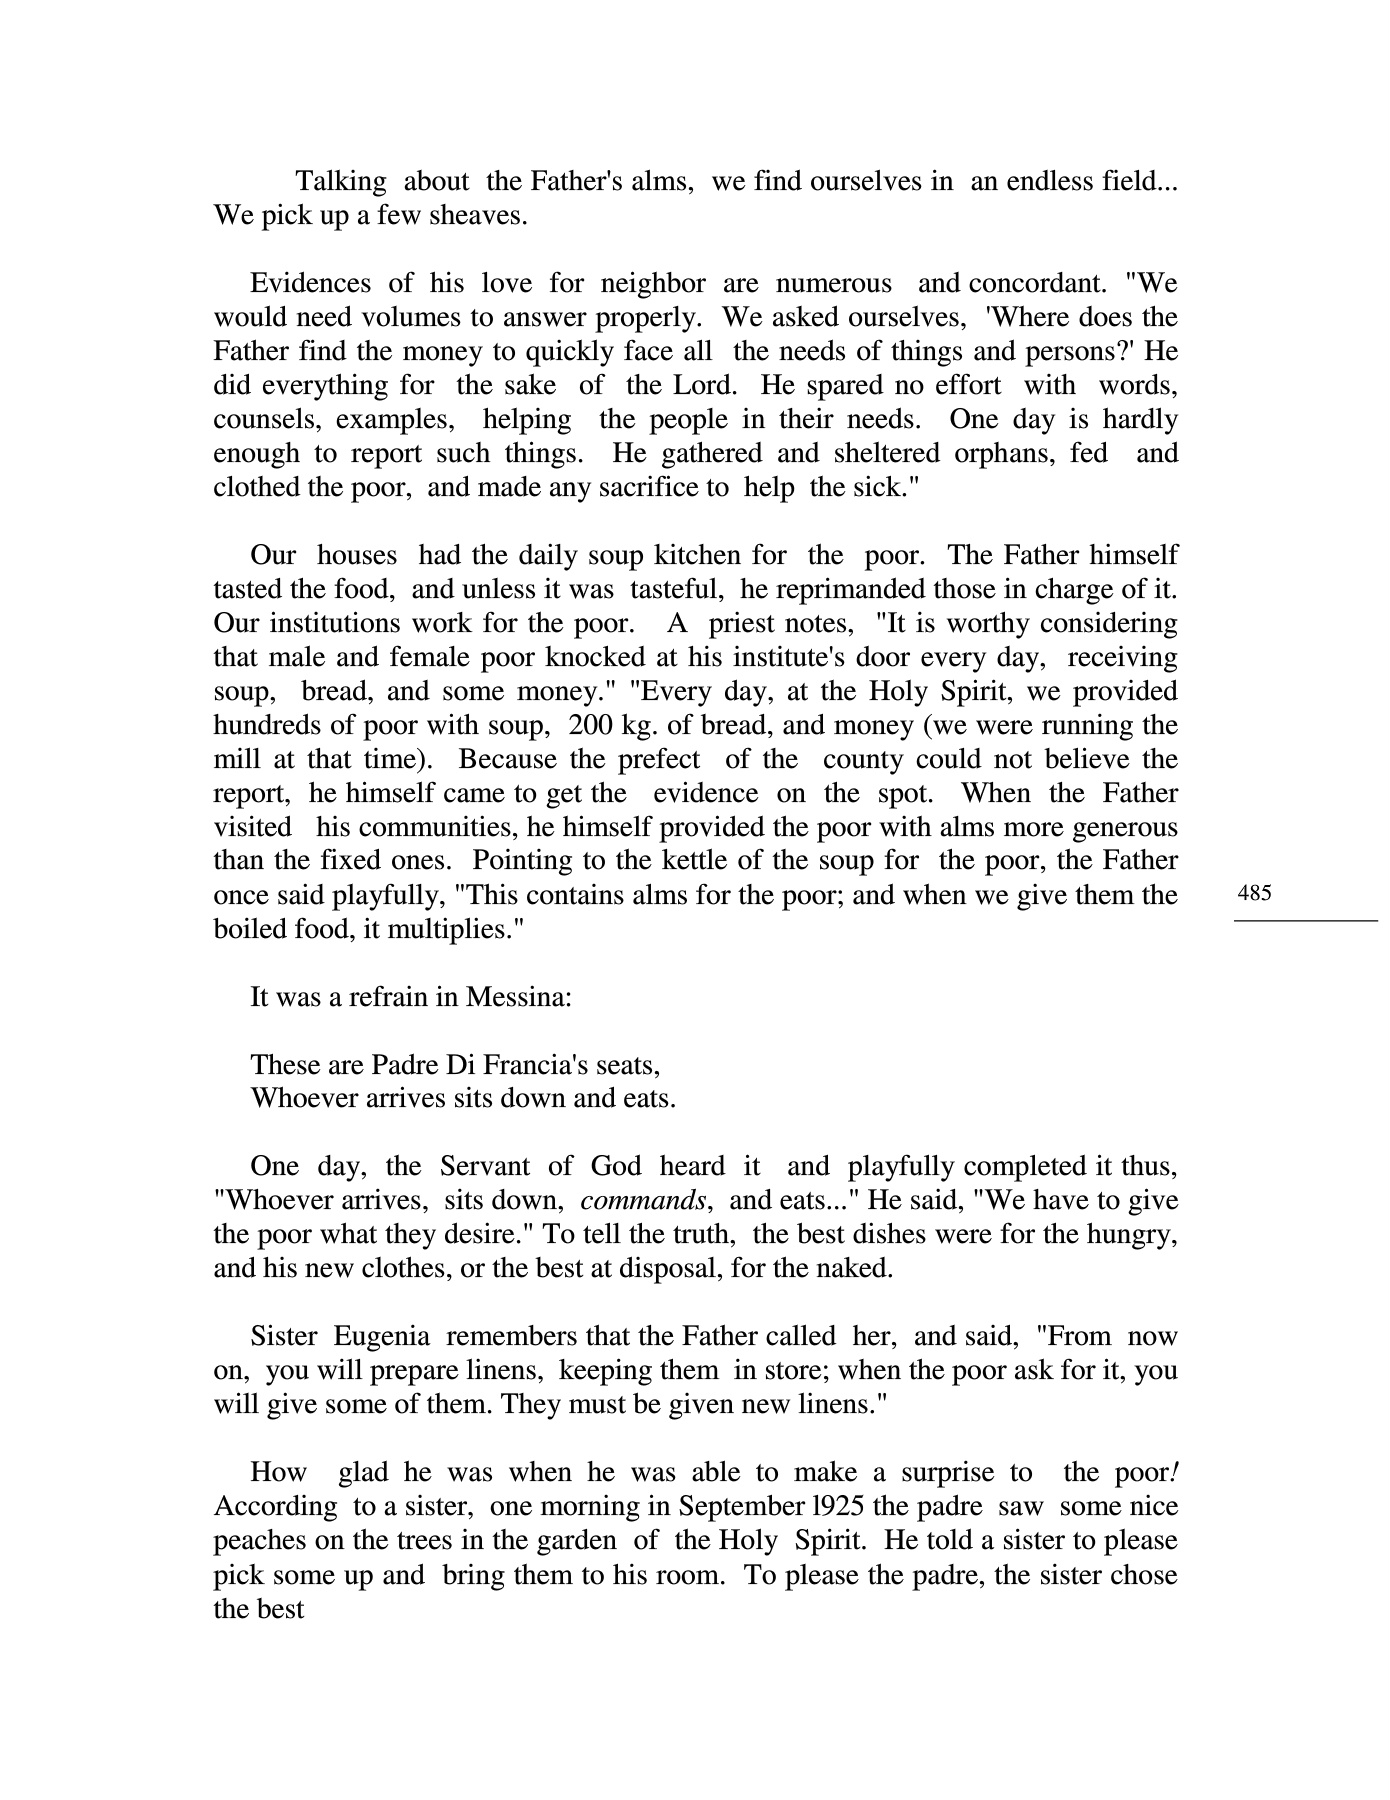 Talking about the Father's alms, we find ourselves in an endless field...
We pick up a few sheaves.
Evidences of his love for neighbor are numerous and concordant. "We
would need volumes to answer properly. We asked ourselves, 'Where does the
Father find the money to quickly face all the needs of things and persons?' He
did everything for the sake of the Lord. He spared no effort with words,
counsels, examples, helping the people in their needs. One day is hardly
enough to report such things. He gathered and sheltered orphans, fed and
clothed the poor, and made any sacrifice to help the sick."
Our houses had the daily soup kitchen for the poor. The Father himself
tasted the food, and unless it was tasteful, he reprimanded those in charge of it.
Our institutions work for the poor. A priest notes, "It is worthy considering
that male and female poor knocked at his institute's door every day, receiving
soup, bread, and some money." "Every day, at the Holy Spirit, we provided
hundreds of poor with soup, 200 kg. of bread, and money (we were running the
mill at that time). Because the prefect of the county could not believe the
report, he himself came to get the evidence on the spot. When the Father
visited his communities, he himself provided the poor with alms more generous
than the fixed ones. Pointing to the kettle of the soup for the poor, the Father
once said playfully, "This contains alms for the poor; and when we give them the
boiled food, it multiplies."
485
It was a refrain in Messina:
These are Padre Di Francia's seats,
Whoever arrives sits down and eats.
One day, the Servant of God heard it and playfully completed it thus,
"Whoever arrives, sits down, commands, and eats..." He said, "We have to give
the poor what they desire." To tell the truth, the best dishes were for the hungry,
and his new clothes, or the best at disposal, for the naked.
Sister Eugenia remembers that the Father called her, and said, "From now
on, you will prepare linens, keeping them in store; when the poor ask for it, you
will give some of them. They must be given new linens."
How glad he was when he was able to make a surprise to the poor!
According to a sister, one morning in September l925 the padre saw some nice
peaches on the trees in the garden of the Holy Spirit. He told a sister to please
pick some up and bring them to his room. To please the padre, the sister chose
the best